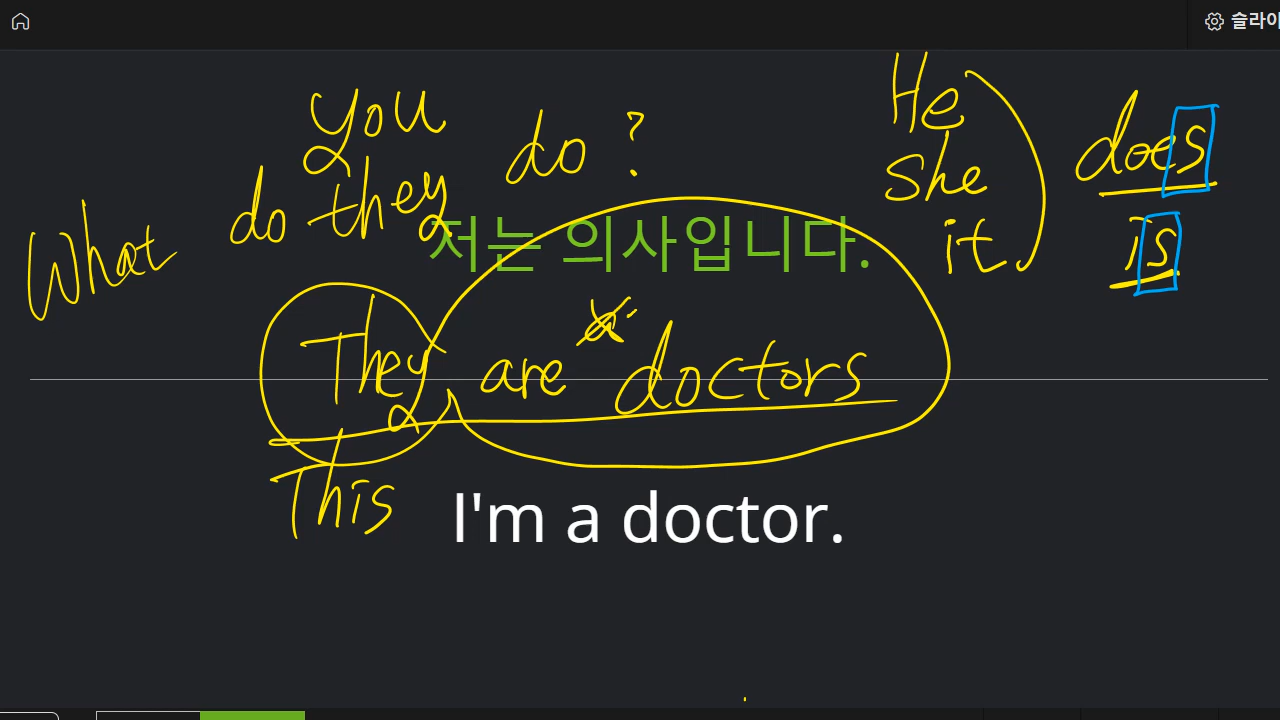 슬라이
you
What do they do?
He
she
it
does
is
저는 의사입니다.
They are doctors
This
I'm a doctor.